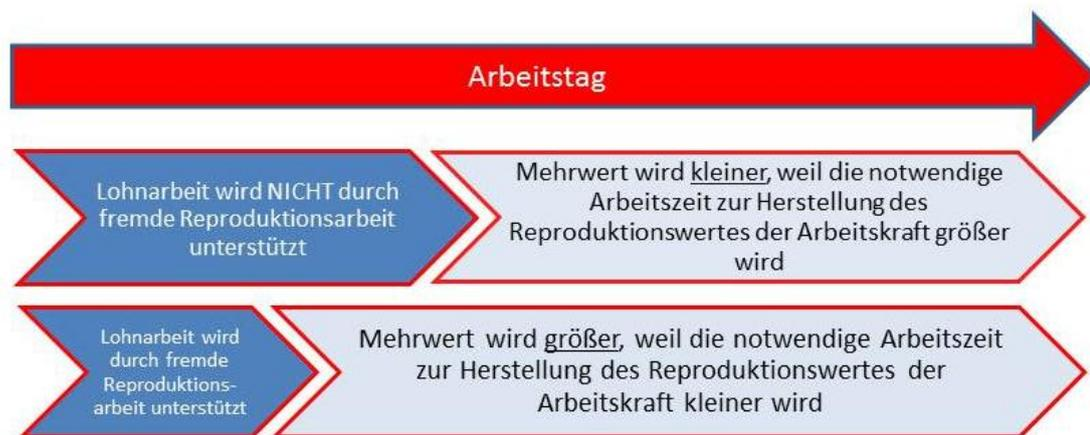 Arbeitstag
Lohnarbeit wird NICHT durch
fremde Reproduktionsarbeit
unterstützt
Mehrwert wird kleiner, weil die notwendige
Arbeitszeit zur Herstellung des
Reproduktionswertes der Arbeitskraft größer
wird
Lohnarbeit wird
durch fremde
Reproduktions-
arbeit unterstützt
Mehrwert wird größer, weil die notwendige Arbeitszeit
zur Herstellung des Reproduktionswertes der
Arbeitskraft kleiner wird